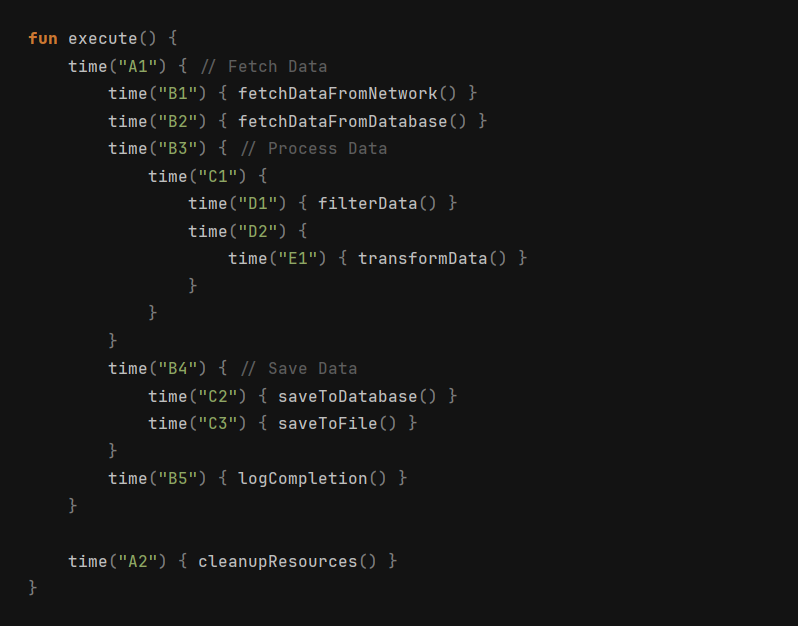 fun execute() {
    time("A1") { // Fetch Data
        time("B1") { fetchDataFromNetwork() }
        time("B2") { fetchDataFromDatabase() }
        time("B3") { // Process Data
            time("C1") {
                time("D1") { filterData() }
                time("D2") {
                    time("E1") { transformData() }
                }
            }
        }
        time("B4") { // Save Data
            time("C2") { saveToDatabase() }
            time("C3") { saveToFile() }
        }
        time("B5") { logCompletion() }
    }

    time("A2") { cleanupResources() }
}